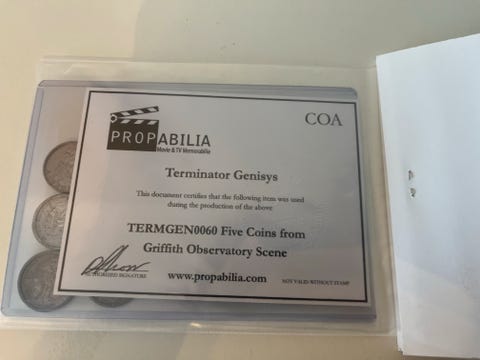 COA
PROPABILIA
Movie & TV Memorabilia
Terminator Genisys
This document certifies that the following item was used
during the production of the above
TERMGEN0060 Five Coins from
Griffith Observatory Scene
AUTHORISED SIGNATURE
www.propabilia.com
NOT VALID WITHOUT STAMP